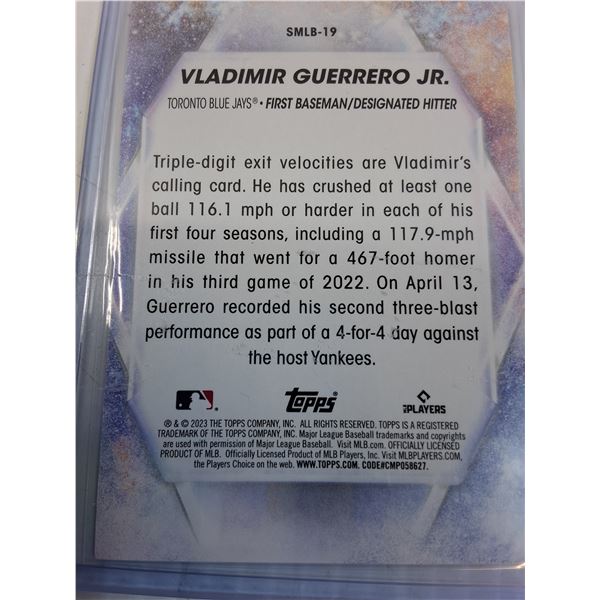 SMLB-19
VLADIMIR GUERRERO JR.
TORONTO BLUE JAYS® • FIRST BASEMAN/DESIGNATED HITTER
Triple-digit exit velocities are Vladimir's
calling card. He has crushed at least one
ball 116.1 mph or harder in each of his
first four seasons, including a 117.9-mph
missile that went for a 467-foot homer
in his third game of 2022. On April 13,
Guerrero recorded his second three-blast
performance as part of a 4-for-4 day against
the host Yankees.
topps
PLAYERS
® & © 2023 THE TOPPS COMPANY, INC. ALL RIGHTS RESERVED. TOPPS IS A REGISTERED
TRADEMARK OF THE TOPPS COMPANY, INC. Major League Baseball trademarks and copyrights
are used with permission of Major League Baseball. Visit MLB.com. OFFICIALLY LICENSED
PRODUCT OF MLB. Officially Licensed Product of MLB Players, Inc. Visit MLBPLAYERS.COM,
the Players Choice on the web. WWW.TOPPS.COM. CODE#CMP058627.